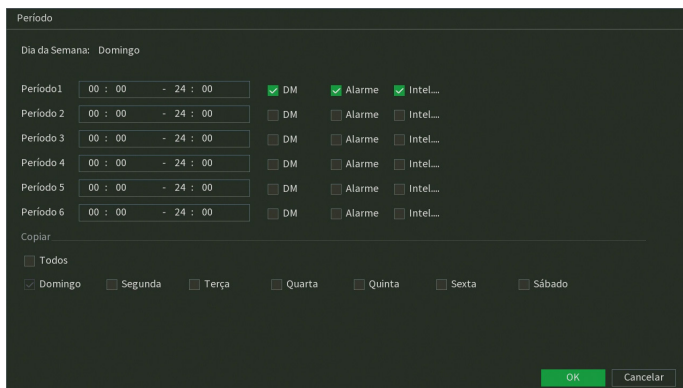 Período
Dia da Semana: Domingo
Período1 00 : 00 - 24 : 00 DM Alarme Intel....
Período 2 00 : 00 - 24 : 00 DM Alarme Intel....
Período 3 00 : 00 - 24 : 00 DM Alarme Intel....
Período 4 00 : 00 - 24 : 00 DM Alarme Intel....
Período 5 00 : 00 - 24 : 00 DM Alarme Intel....
Período 6 00 : 00 - 24 : 00 DM Alarme Intel....
Copiar
Todos
Domingo Segunda Terça Quarta Quinta Sexta Sábado
OK Cancelar